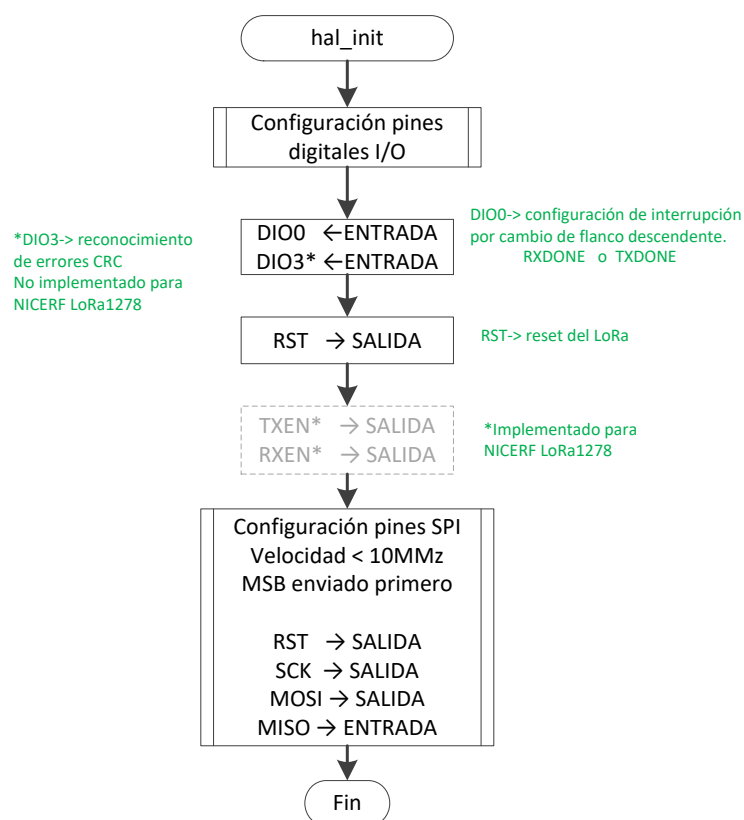 hal_init
Configuración pines
digitales I/O
DIO0 ←ENTRADA
DIO3* ←ENTRADA
*DIO3-> reconocimiento
de errores CRC
No implementado para
NICERF LoRa1278
DIO0-> configuración de interrupción
por cambio de flanco descendente.
RXDONE o TXDONE
RST → SALIDA
RST-> reset del LoRa
TXEN* → SALIDA
RXEN* → SALIDA
*Implementado para
NICERF LoRa1278
Configuración pines SPI
Velocidad < 10MMz
MSB enviado primero
RST → SALIDA
SCK → SALIDA
MOSI → SALIDA
MISO → ENTRADA
Fin